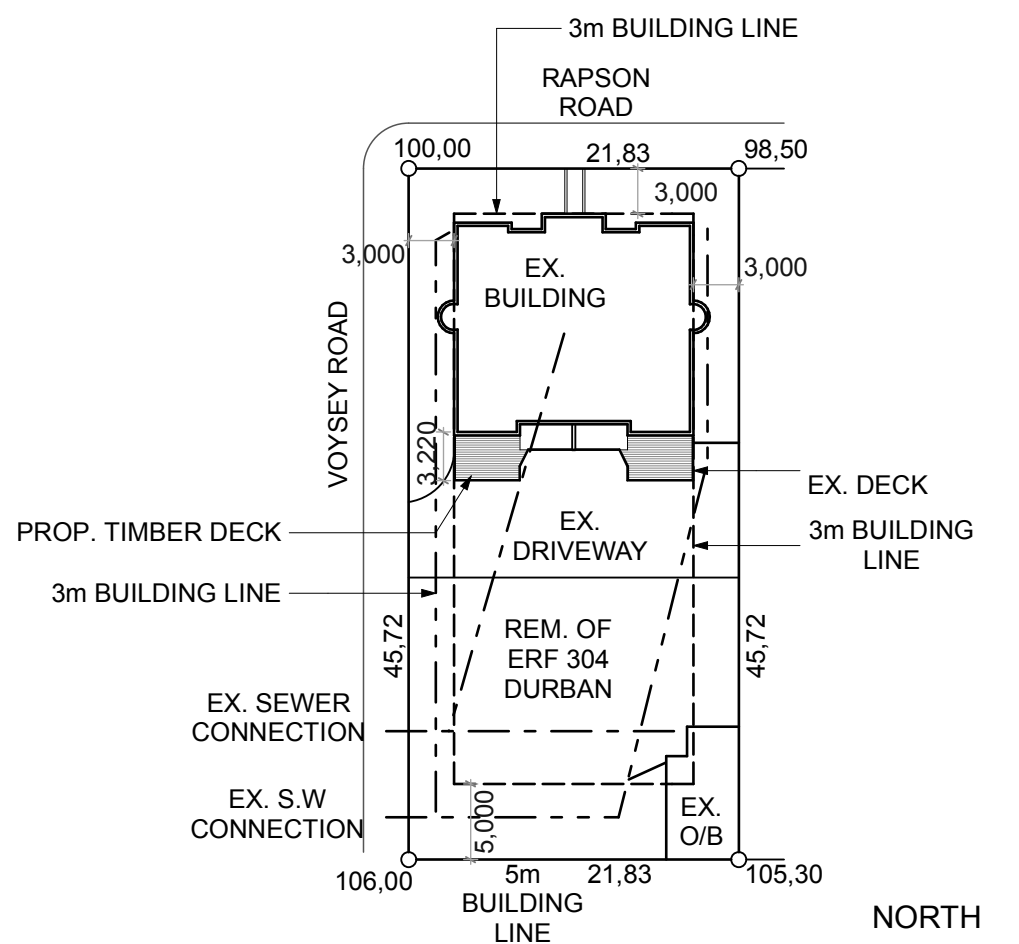 3m BUILDING LINE
RAPSON
ROAD
100,00
21,83
98,50
3,000
3,000
3,000
EX.
BUILDING
VOYSEY ROAD
3,220
EX. DECK
PROP. TIMBER DECK
EX.
DRIVEWAY
3m BUILDING
LINE
3m BUILDING LINE
45,72
REM. OF
ERF 304
DURBAN
45,72
EX. SEWER
CONNECTION
EX. S.W
CONNECTION
5,000
EX.
O/B
106,00
5m
BUILDING
LINE
21,83
105,30
NORTH